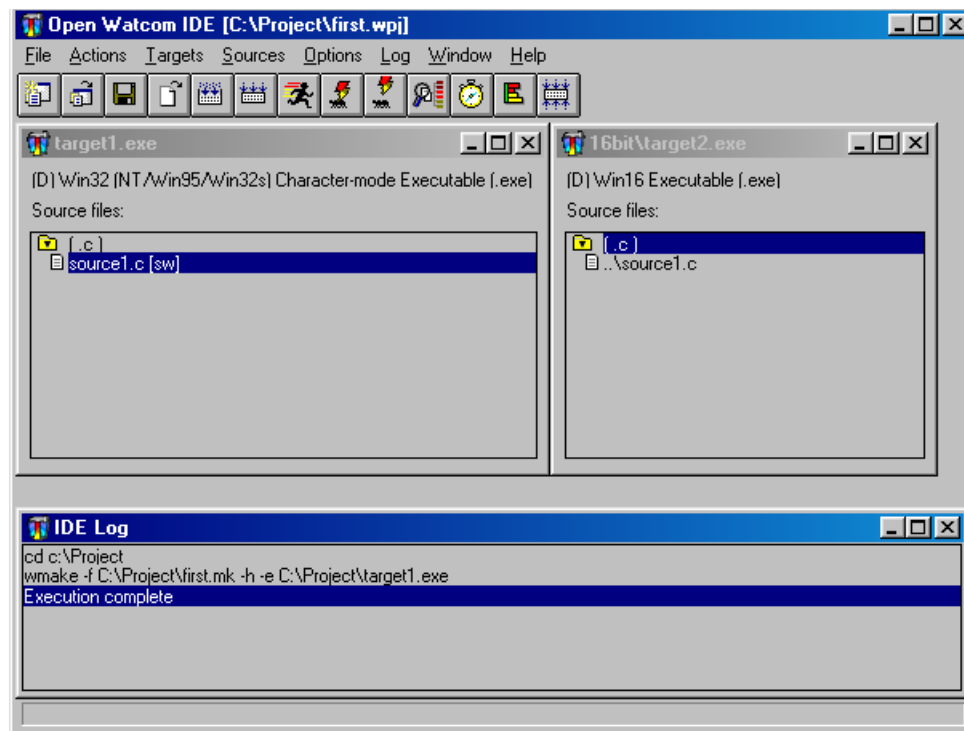 Open Watcom IDE [C:\Project\first.wpj]
File Actions Targets Sources Options Log Window Help
target1.exe
(D) Win32 (NT/Win95/Win32s) Character-mode Executable (.exe)
Source files:
( .c )
source1.c [sw]
16bit\target2.exe
(D) Win16 Executable (.exe)
Source files:
( .c )
..\source1.c
IDE Log
cd c:\Project
wmake -f C:\Project\first.mk -h -e C:\Project\target1.exe
Execution complete